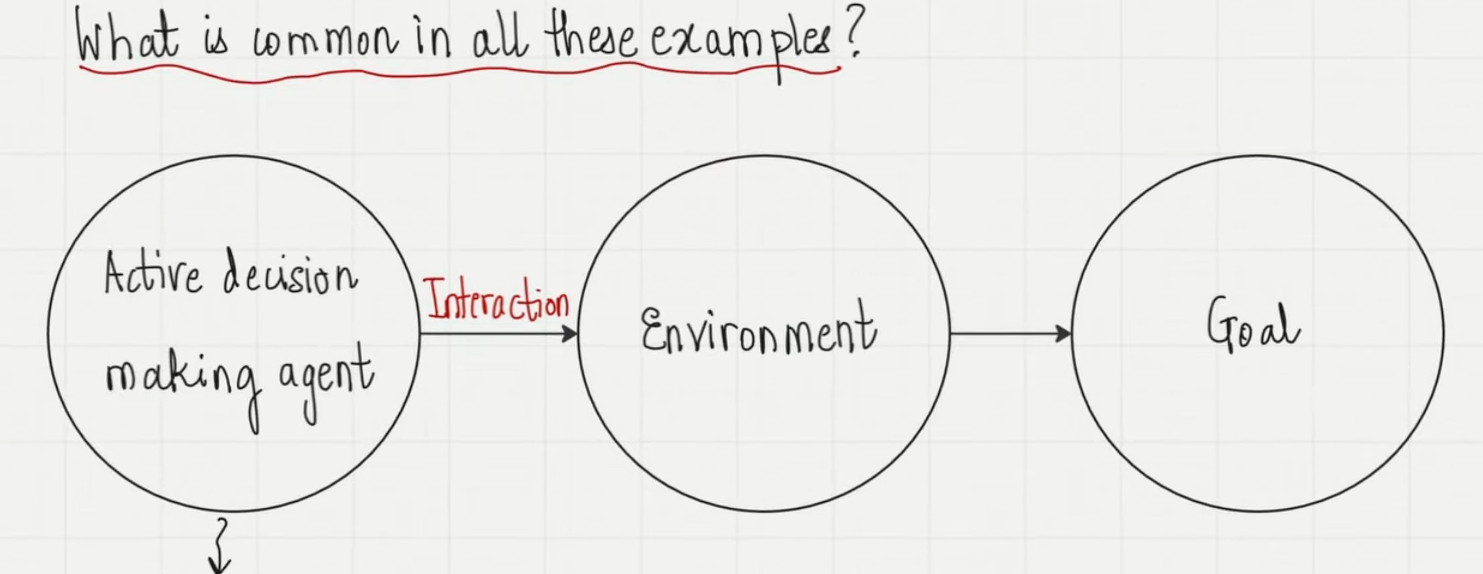 What is common in all these examples?
Active decision
making agent
Interaction
Environment
Goal